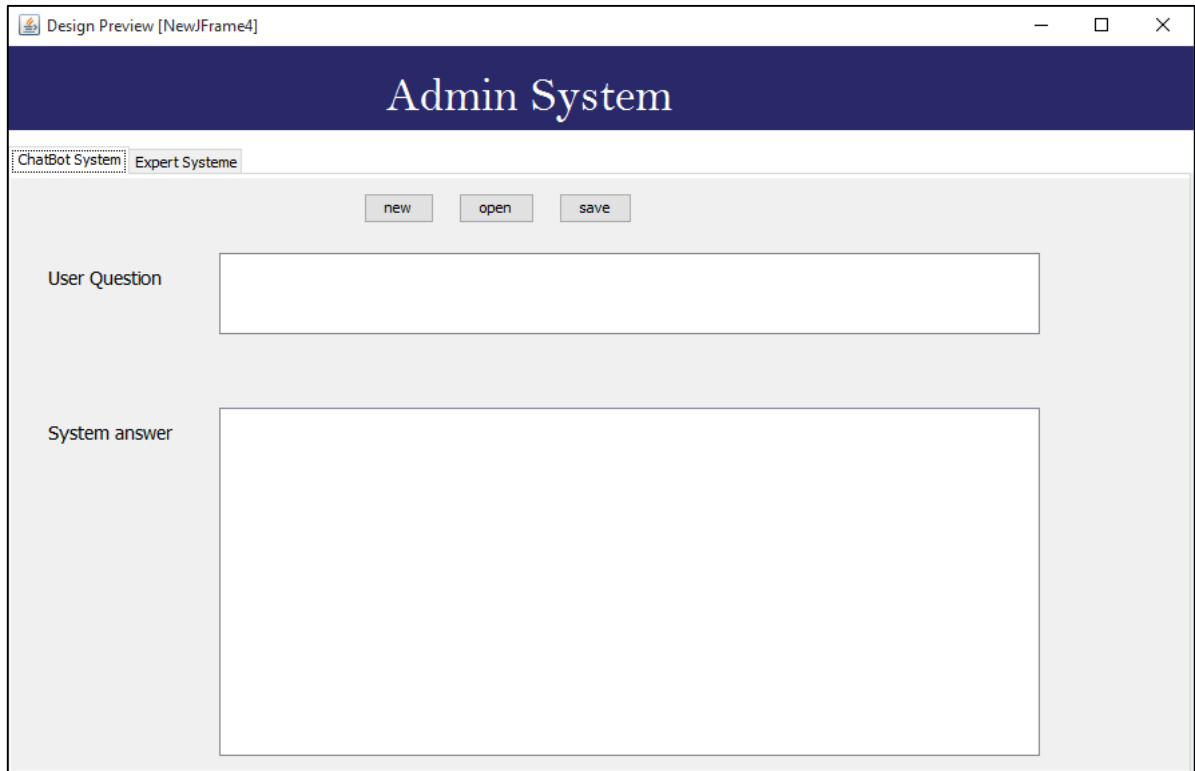 Design Preview [NewJFrame4]
Admin System
ChatBot System Expert Systeme
new open save
User Question
System answer